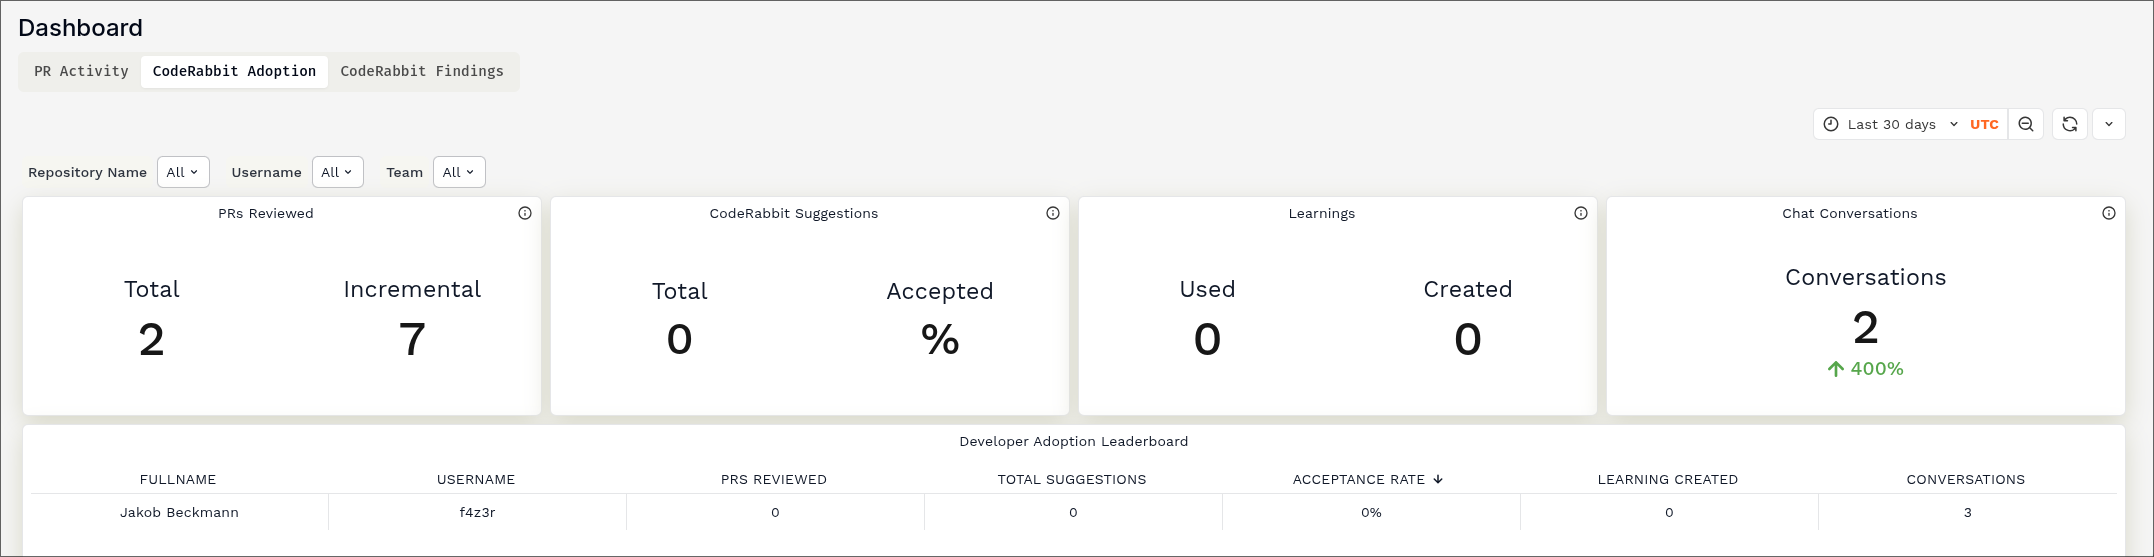 Dashboard
PR Activity CodeRabbit Adoption CodeRabbit Findings
Last 30 days UTC
Repository Name All Username All Team All
PRs Reviewed CodeRabbit Suggestions Learnings Chat Conversations
Total Incremental Total Accepted Used Created Conversations
2 7 0 % 0 0 2
400%
Developer Adoption Leaderboard
FULLNAME USERNAME PRS REVIEWED TOTAL SUGGESTIONS ACCEPTANCE RATE LEARNING CREATED CONVERSATIONS
Jakob Beckmann f4z3r 0 0 0% 0 3